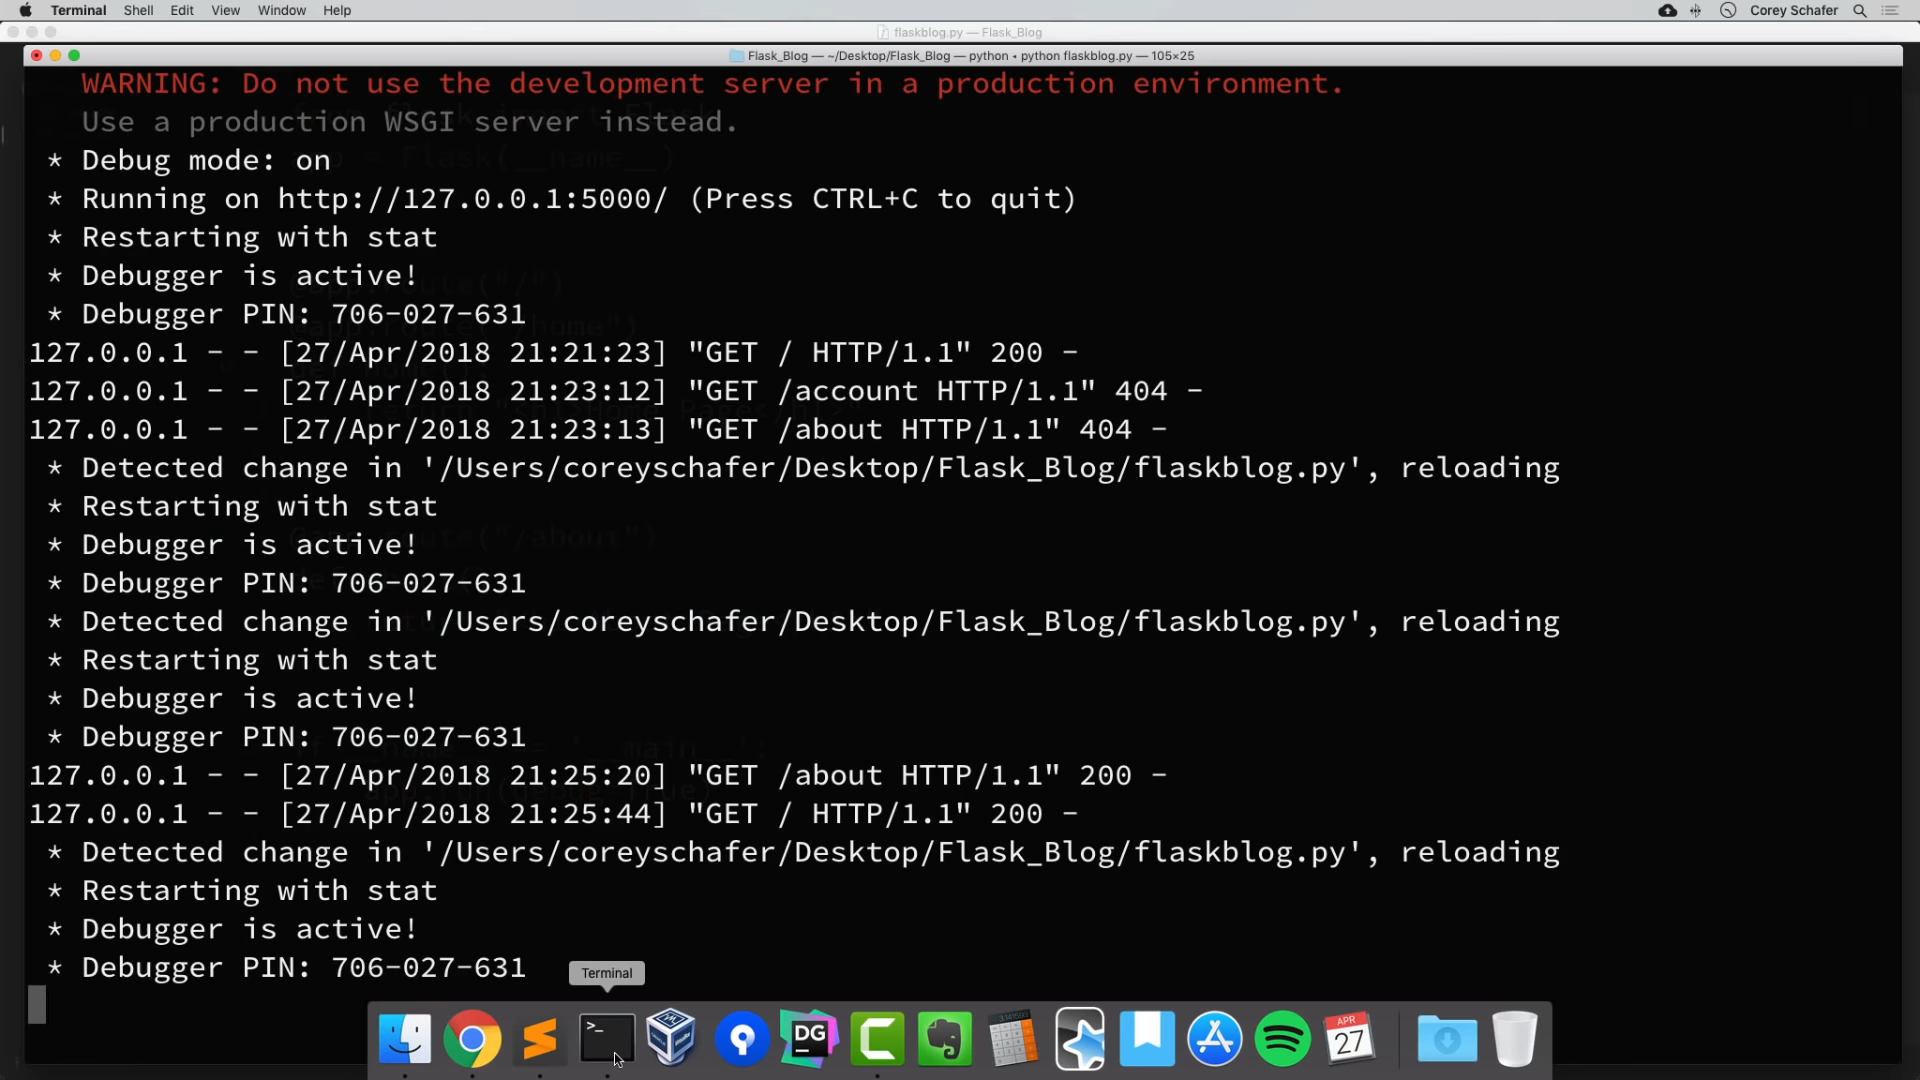 Terminal Shell Edit View Window Help Corey Schafer
flaskblog.py — Flask_Blog
Flask_Blog — ~/Desktop/Flask_Blog — python • python flaskblog.py — 105×25
WARNING: Do not use the development server in a production environment.
Use a production WSGI server instead.
* Debug mode: on
* Running on http://127.0.0.1:5000/ (Press CTRL+C to quit)
* Restarting with stat
* Debugger is active!
* Debugger PIN: 706-027-631
127.0.0.1 - - [27/Apr/2018 21:21:23] "GET / HTTP/1.1" 200 -
127.0.0.1 - - [27/Apr/2018 21:23:12] "GET /account HTTP/1.1" 404 -
127.0.0.1 - - [27/Apr/2018 21:23:13] "GET /about HTTP/1.1" 404 -
* Detected change in '/Users/coreyschafer/Desktop/Flask_Blog/flaskblog.py', reloading
* Restarting with stat
* Debugger is active!
* Debugger PIN: 706-027-631
* Detected change in '/Users/coreyschafer/Desktop/Flask_Blog/flaskblog.py', reloading
* Restarting with stat
* Debugger is active!
* Debugger PIN: 706-027-631
127.0.0.1 - - [27/Apr/2018 21:25:20] "GET /about HTTP/1.1" 200 -
127.0.0.1 - - [27/Apr/2018 21:25:44] "GET / HTTP/1.1" 200 -
* Detected change in '/Users/coreyschafer/Desktop/Flask_Blog/flaskblog.py', reloading
* Restarting with stat
* Debugger is active!
* Debugger PIN: 706-027-631
Terminal
DG
APR
27